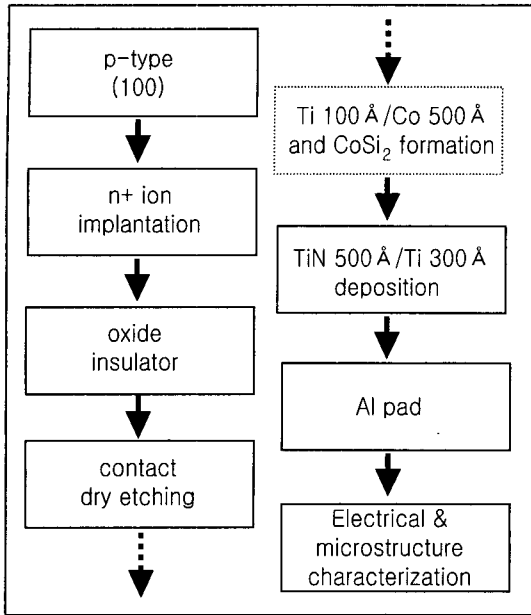 p-type
(100)
n+ ion
implantation
oxide
insulator
contact
dry etching
Ti 100 Å/Co 500 Å
and CoSi₂ formation
TiN 500 Å/Ti 300 Å
deposition
Al pad
Electrical &
microstructure
characterization